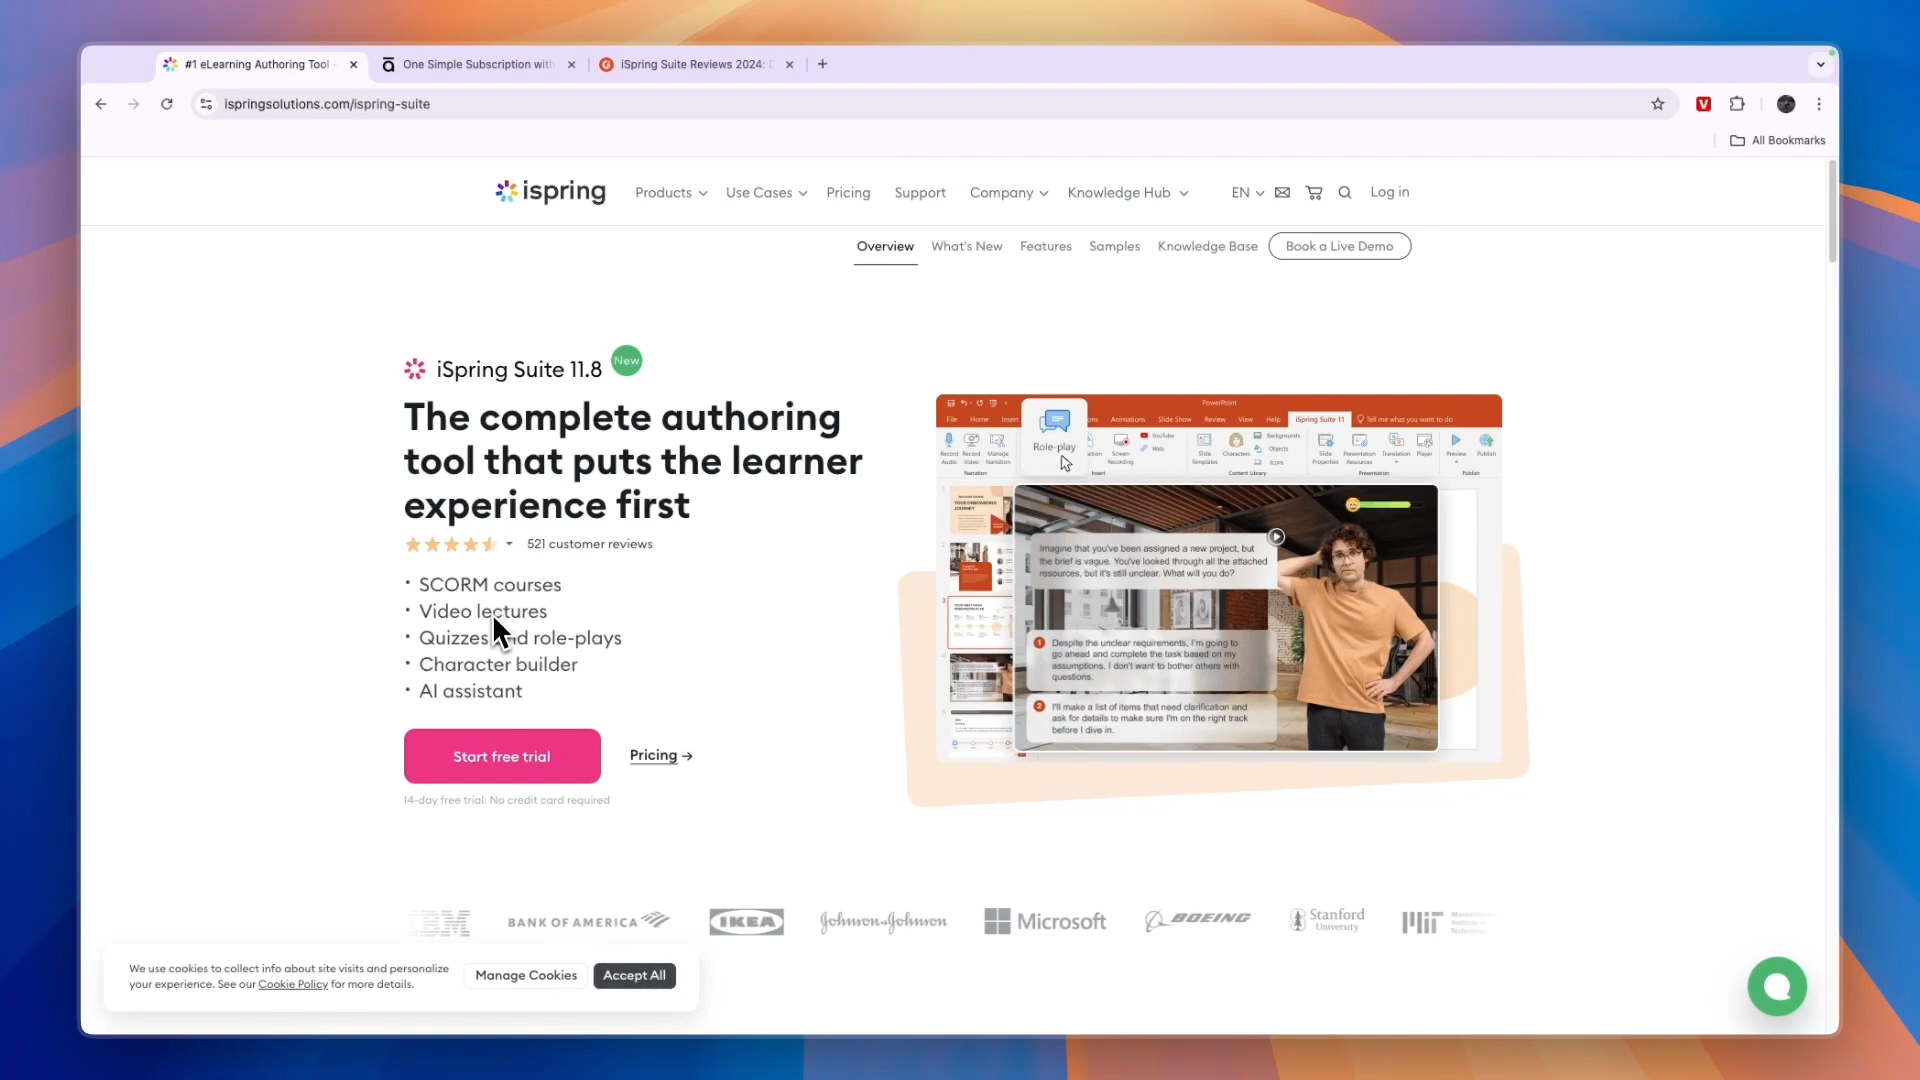 #1 eLearning Authoring Tool -
One Simple Subscription with
iSpring Suite Reviews 2024:
ispringsolutions.com/ispring-suite
All Bookmarks
ispring
Products
Use Cases
Pricing
Support
Company
Knowledge Hub
EN
Log in
Overview
What's New
Features
Samples
Knowledge Base
Book a Live Demo
iSpring Suite 11.8
New
The complete authoring
tool that puts the learner
experience first
521 customer reviews
• SCORM courses
• Video lectures
• Quizzes and role-plays
• Character builder
• AI assistant
Start free trial
Pricing →
14-day free trial. No credit card required
PowerPoint
File
Home
Insert
Animations
Slide Show
Review
View
Help
iSpring Suite 11
Tell me what you want to do
Role-play
Record Audio
Record Video
Manage Narration
Narration
Screen Recording
YouTube
Web
Insert
Slide Templates
Characters
Backgrounds
Objects
Icons
Content Library
Slide Properties
Presentation Resources
Translation
Player
Presentation
Preview
Publish
Publish
YOUR ONBOARDING
JOURNEY
Imagine that you've been assigned a new project, but
the brief is vague. You've looked through all the attached
resources, but it's still unclear. What will you do?
1 Despite the unclear requirements, I'm going to
go ahead and complete the task based on my
assumptions. I don't want to bother others with
questions.
2 I'll make a list of items that need clarification and
ask for details to make sure I'm on the right track
before I dive in.
IBM
BANK OF AMERICA
IKEA
Johnson & Johnson
Microsoft
BOEING
Stanford
University
MIT
Massachusetts
Institute of
Technology
We use cookies to collect info about site visits and personalize
your experience. See our Cookie Policy for more details.
Manage Cookies
Accept All